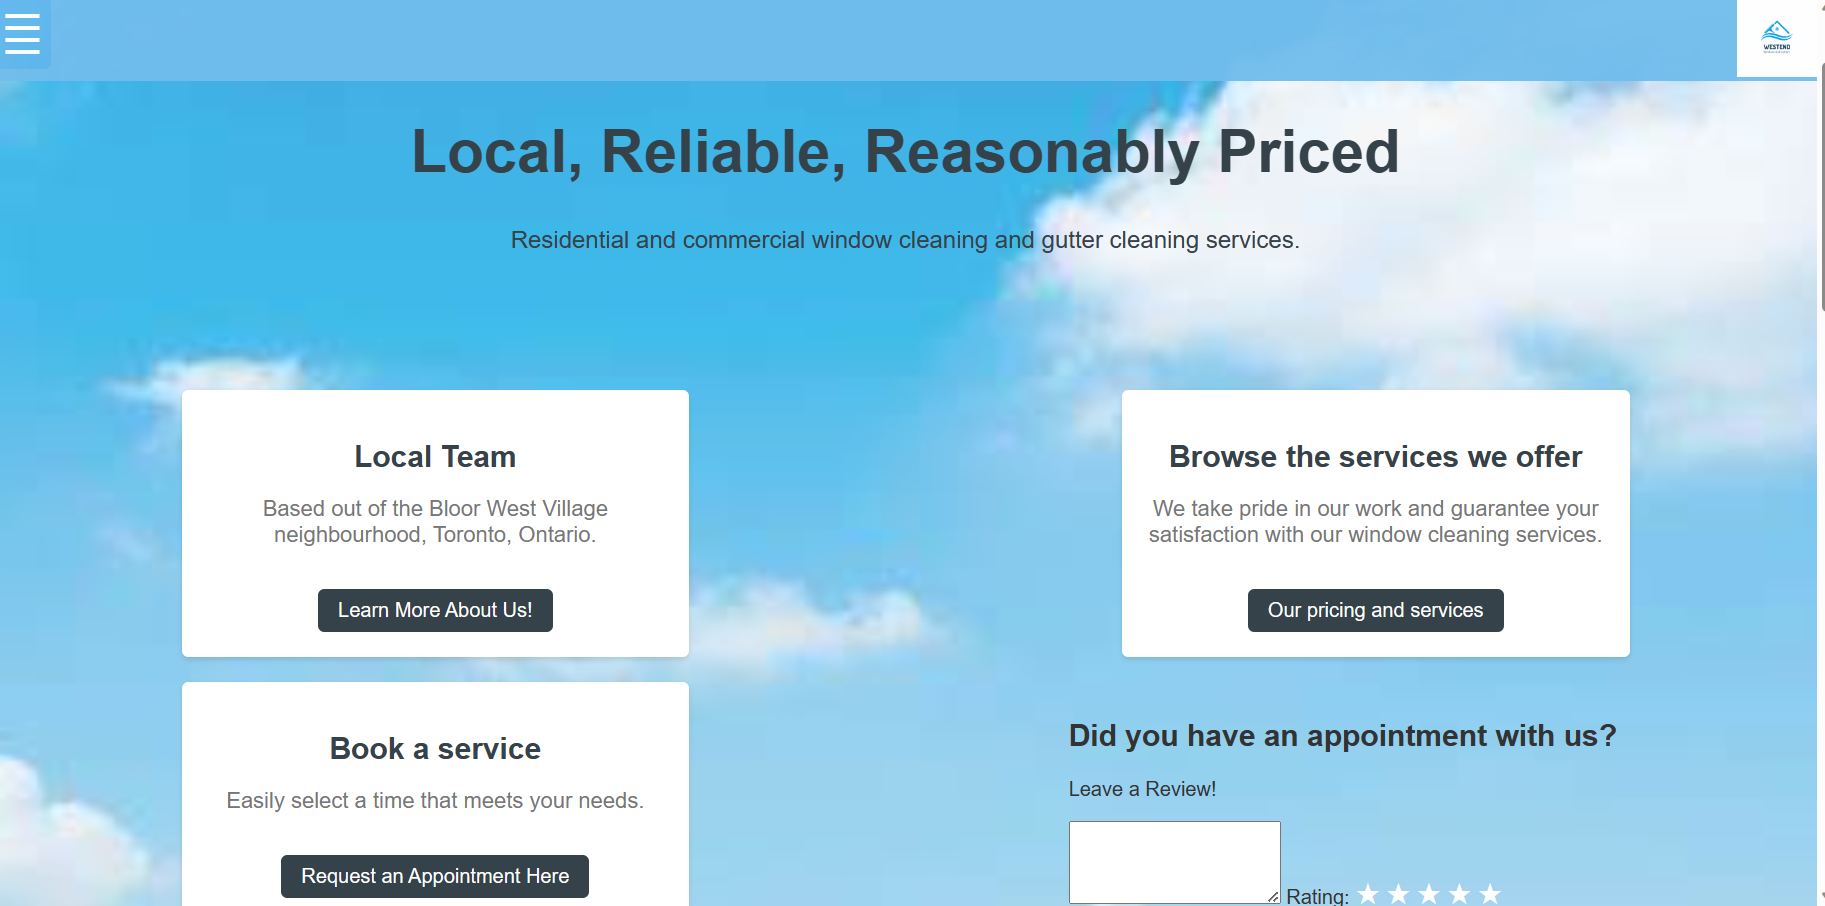 WESTEND
Local, Reliable, Reasonably Priced
Residential and commercial window cleaning and gutter cleaning services.
Local Team
Based out of the Bloor West Village
neighbourhood, Toronto, Ontario.
Learn More About Us!
Browse the services we offer
We take pride in our work and guarantee your
satisfaction with our window cleaning services.
Our pricing and services
Book a service
Easily select a time that meets your needs.
Request an Appointment Here
Did you have an appointment with us?
Leave a Review!
Rating: